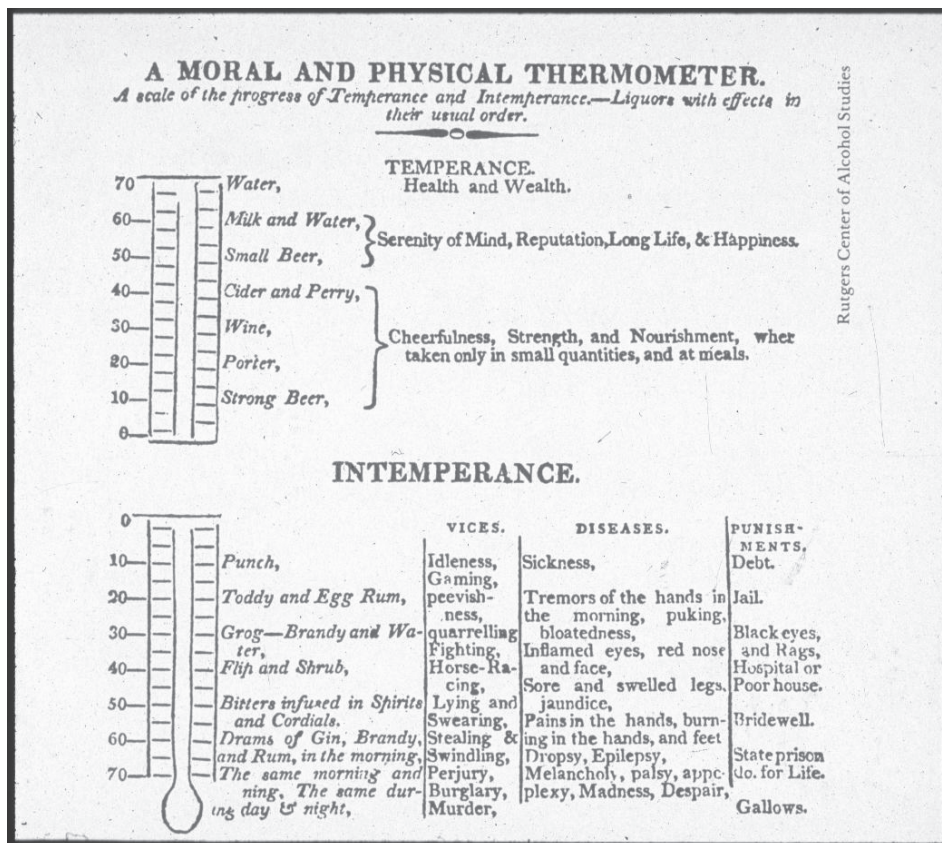 A MORAL AND PHYSICAL THERMOMETER.
A scale of the progress of Temperance and Intemperance.—Liquors with effects in
their usual order.
TEMPERANCE.
Health and Wealth.
70 Water,
60 Milk and Water,
Serenity of Mind, Reputation, Long Life, & Happiness.
50 Small Beer,
40 Cider and Perry,
30 Wine,
Cheerfulness, Strength, and Nourishment, when
taken only in small quantities, and at meals.
20 Porter,
10 Strong Beer,
0
INTEMPERANCE.
0
10 Punch,
20 Toddy and Egg Rum,
30 Grog—Brandy and Wa-
ter,
40 Flip and Shrub,
50 Bitters infused in Spirits
and Cordials.
60 Drams of Gin, Brandy,
and Rum, in the morning,
70 The same morning and
ning, The same dur-
ing day & night,
VICES.
Idleness,
Gaming,
peevish-
ness,
quarrelling
Fighting,
Horse-Ra-
cing,
Lying and
Swearing,
Stealing &
Swindling,
Perjury,
Burglary,
Murder,
DISEASES.
Sickness,
Tremors of the hands in
the morning, puking,
bloatedness,
Inflamed eyes, red nose
and face,
Sore and swelled legs,
jaundice,
Pains in the hands, burn-
ing in the hands, and feet
Dropsy, Epilepsy,
Melancholy, palsy, appo-
plexy, Madness, Despair,
PUNISH-
MENTS.
Debt.
Jail.
Black eyes,
and Rags,
Hospital or
Poor house.
Bridewell.
State prison
do. for Life.
Gallows.
Rutgers Center of Alcohol Studies